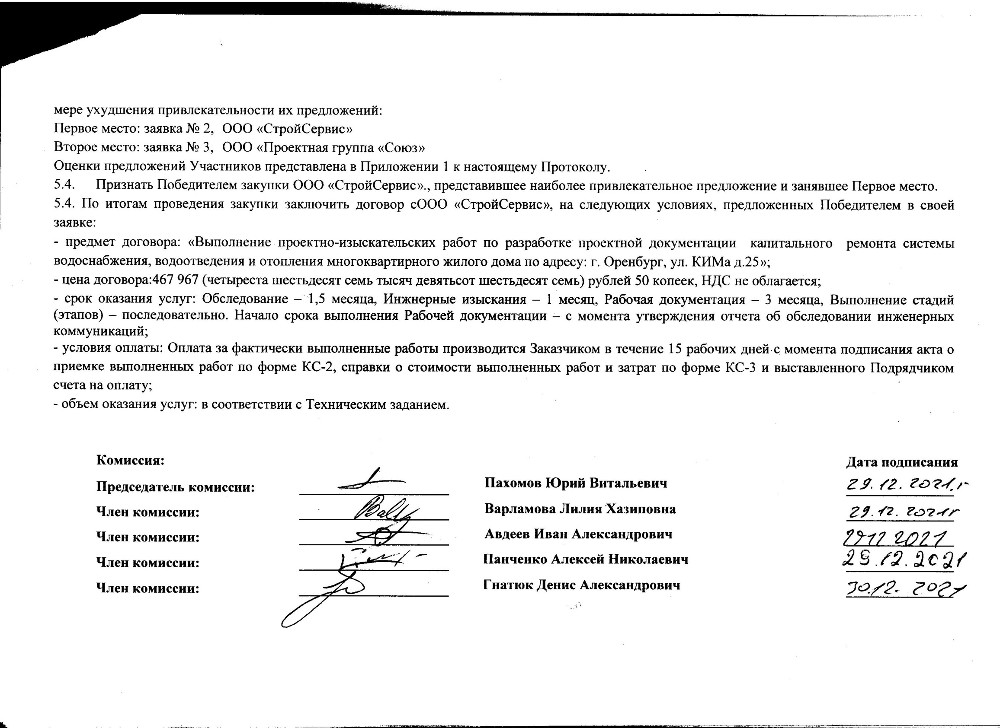 мере ухудшения привлекательности их предложений:
Первое место: заявка № 2, ООО «СтройСервис»
Второе место: заявка № 3, ООО «Проектная группа «Союз»
Оценки предложений Участников представлена в Приложении 1 к настоящему Протоколу.
5.4. Признать Победителем закупки ООО «СтройСервис»., представившее наиболее привлекательное предложение и занявшее Первое место.
5.4. По итогам проведения закупки заключить договор сООО «СтройСервис», на следующих условиях, предложенных Победителем в своей
заявке:
- предмет договора: «Выполнение проектно-изыскательских работ по разработке проектной документации капитального ремонта системы
водоснабжения, водоотведения и отопления многоквартирного жилого дома по адресу: г. Оренбург, ул. КИМа д.25»;
- цена договора:467 967 (четыреста шестьдесят семь тысяч девятьсот шестьдесят семь) рублей 50 копеек, НДС не облагается;
- срок оказания услуг: Обследование – 1,5 месяца, Инжнерные изыскания – 1 месяц, Рабочая документация – 3 месяца, Выполнение стадий
(этапов) – последовательно. Начало срока выполнения Рабочей документации – с момента утверждения отчета об обследовании инженерных
коммуникаций;
- условия оплаты: Оплата за фактически выполненные работы производится Заказчиком в течение 15 рабочих дней с момента подписания акта о
приемке выполненных работ по форме КС-2, справки о стоимости выполненных работ и затрат по форме КС-3 и выставленного Подрядчиком
счета на оплату;
- объем оказания услуг: в соответствии с Техническим заданием.
Комиссия: Дата подписания
Председатель комиссии: Пахомов Юрий Витальевич 29.12.2021.г
Член комиссии: Варламова Лилия Хазиповна 29.12.2021г
Член комиссии: Авдеев Иван Александрович 29 12 2021
Член комиссии: Панченко Алексей Николаевич 29.12.2021
Член комиссии: Гнатюк Денис Александрович 30.12.2021